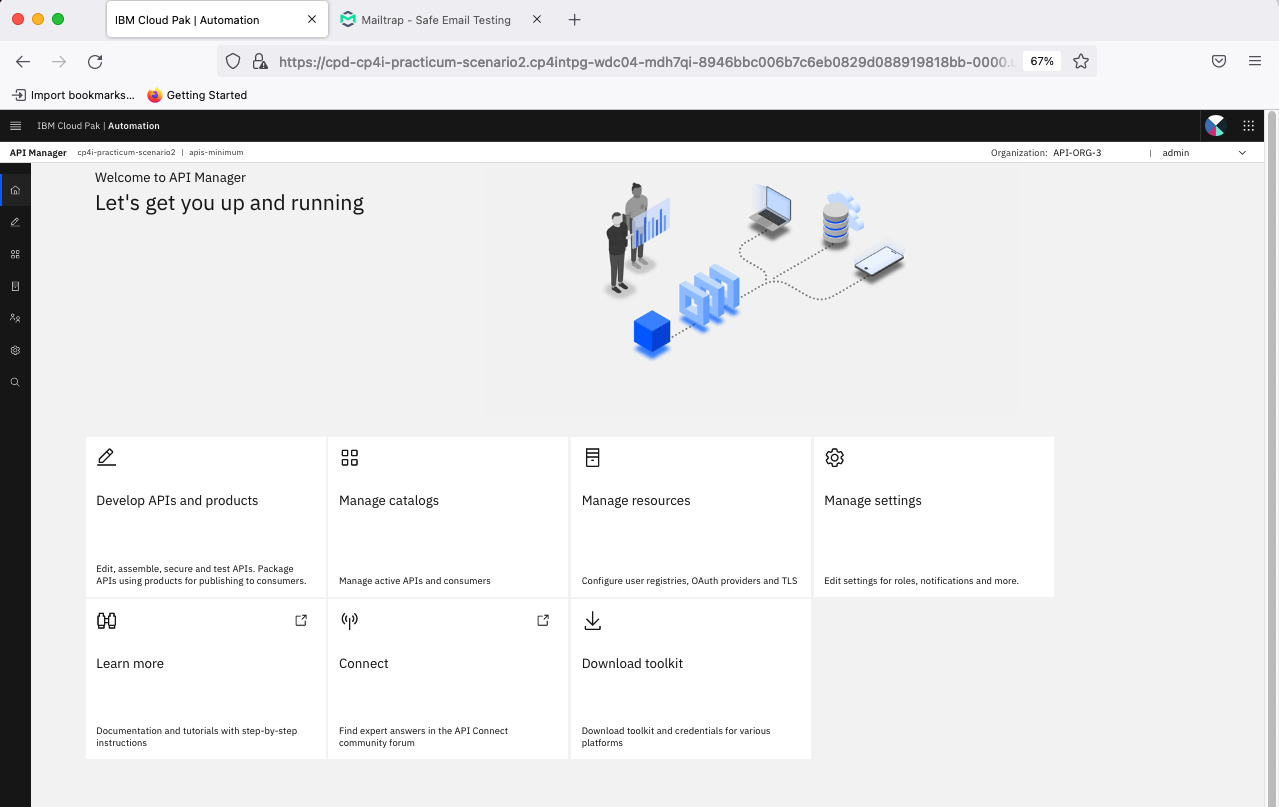 IBM Cloud Pak | Automation
Mailtrap - Safe Email Testing
https://cpd-cp4i-practicum-scenario2.cp4intpg-wdc04-mdh7qi-8946bbc006b7c6eb0829d088919818bb-0000.u
67%
Import bookmarks...
Getting Started
IBM Cloud Pak | Automation
API Manager cp4i-practicum-scenario2 | apis-minimum
Organization: API-ORG-3 | admin
Welcome to API Manager
Let's get you up and running
Develop APIs and products
Edit, assemble, secure and test APIs. Package
APIs using products for publishing to consumers.
Manage catalogs
Manage active APIs and consumers
Manage resources
Configure user registries, OAuth providers and TLS
Manage settings
Edit settings for roles, notifications and more.
Learn more
Documentation and tutorials with step-by-step
instructions
Connect
Find expert answers in the API Connect
community forum
Download toolkit
Download toolkit and credentials for various
platforms